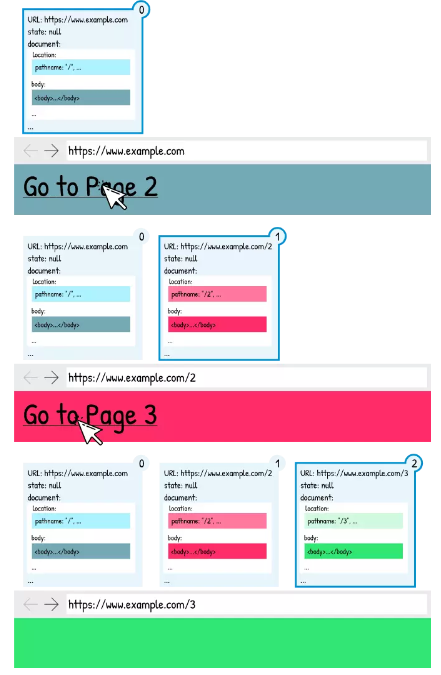 0
URL: https://www.example.com
state: null
document:
Location:
pathname: "/", ...
body:
<body>...</body>
...
...
https://www.example.com
Go to Page 2
0
URL: https://www.example.com
state: null
document:
Location:
pathname: "/", ...
body:
<body>...</body>
...
...
1
URL: https://www.example.com/2
state: null
document:
Location:
pathname: "/2", ...
body:
<body>...</body>
...
...
https://www.example.com/2
Go to Page 3
0
URL: https://www.example.com
state: null
document:
Location:
pathname: "/", ...
body:
<body>...</body>
...
...
1
URL: https://www.example.com/2
state: null
document:
Location:
pathname: "/2", ...
body:
<body>...</body>
...
...
2
URL: https://www.example.com/3
state: null
document:
Location:
pathname: "/3", ...
body:
<body>...</body>
...
...
https://www.example.com/3